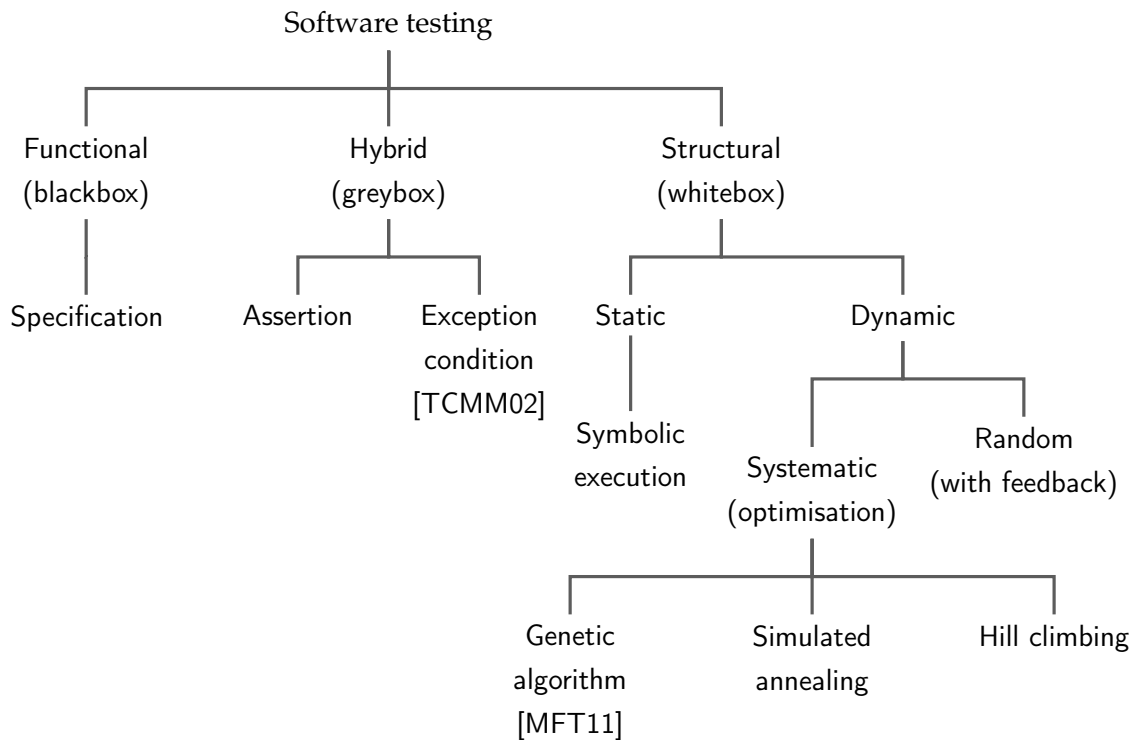 Software testing
Functional
(blackbox)
Hybrid
(greybox)
Structural
(whitebox)
Specification
Assertion
Exception
condition
[TCMM02]
Static
Dynamic
Symbolic
execution
Systematic
(optimisation)
Random
(with feedback)
Genetic
algorithm
[MFT11]
Simulated
annealing
Hill climbing